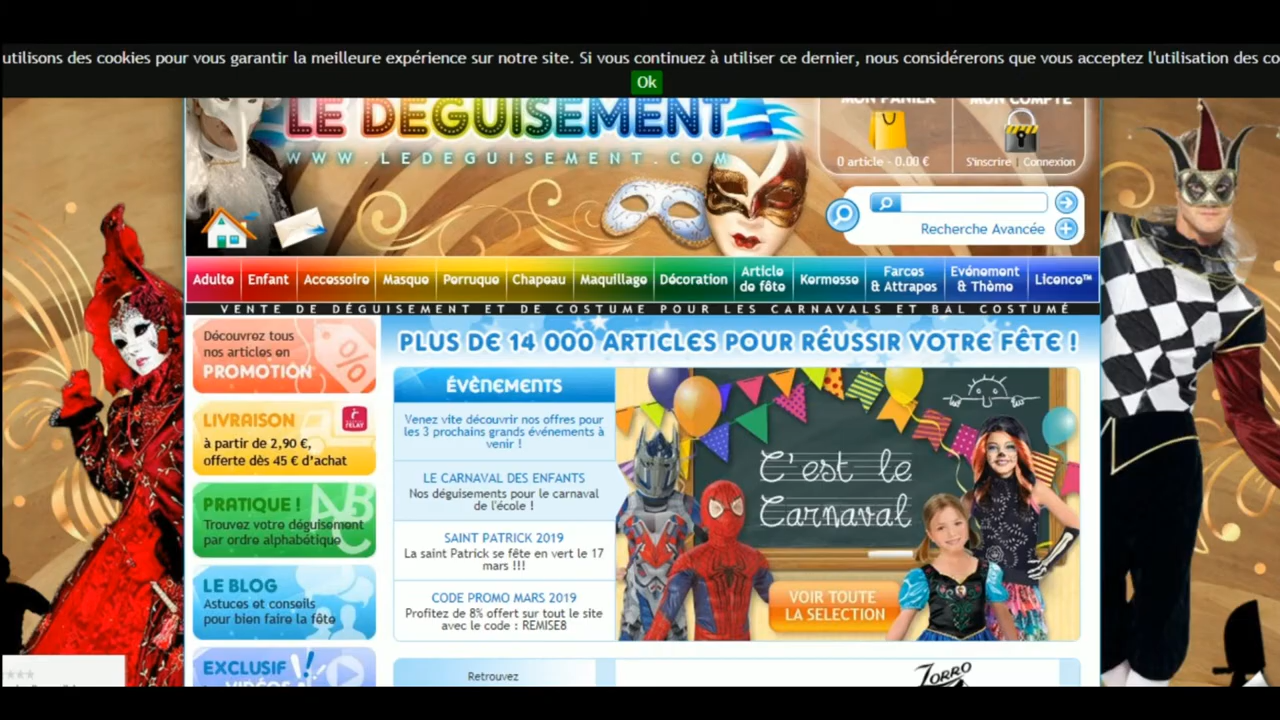 utilisons des cookies pour vous garantir la meilleure expérience sur notre site. Si vous continuez à utiliser ce dernier, nous considérerons que vous acceptez l'utilisation des co
Ok
LE DEGUISEMENT
WWW.LEDEGUISEMENT.COM
MON PANIER
MON COMPTE
0 article - 0.00 €
S'inscrire | Connexion
Recherche Avancée
Adulte
Enfant
Accessoire
Masque
Perruque
Chapeau
Maquillage
Décoration
Article
de fête
Kermesse
Farces
& Attrapes
Evénement
& Thème
Licence™
VENTE DE DÉGUISEMENT ET DE COSTUME POUR LES CARNAVALS ET BAL COSTUMÉ
Découvrez tous
nos articles en
PROMOTION
%
LIVRAISON
à partir de 2,90 €,
offerte dès 45 € d'achat
PRATIQUE !
Trouvez votre déguisement
par ordre alphabétique
ABC
LE BLOG
Astuces et conseils
pour bien faire la fête
EXCLUSIF !!
VIDÉOS
PLUS DE 14 000 ARTICLES POUR RÉUSSIR VOTRE FÊTE !
ÉVÈNEMENTS
Venez vite découvrir nos offres pour
les 3 prochains grands événements à
venir !
LE CARNAVAL DES ENFANTS
Nos déguisements pour le carnaval
de l'école !
SAINT PATRICK 2019
La saint Patrick se fête en vert le 17
mars !!!
CODE PROMO MARS 2019
Profitez de 8% offert sur tout le site
avec le code : REMISE8
C'est le
Carnaval
VOIR TOUTE
LA SELECTION
Retrouvez
ZORRO